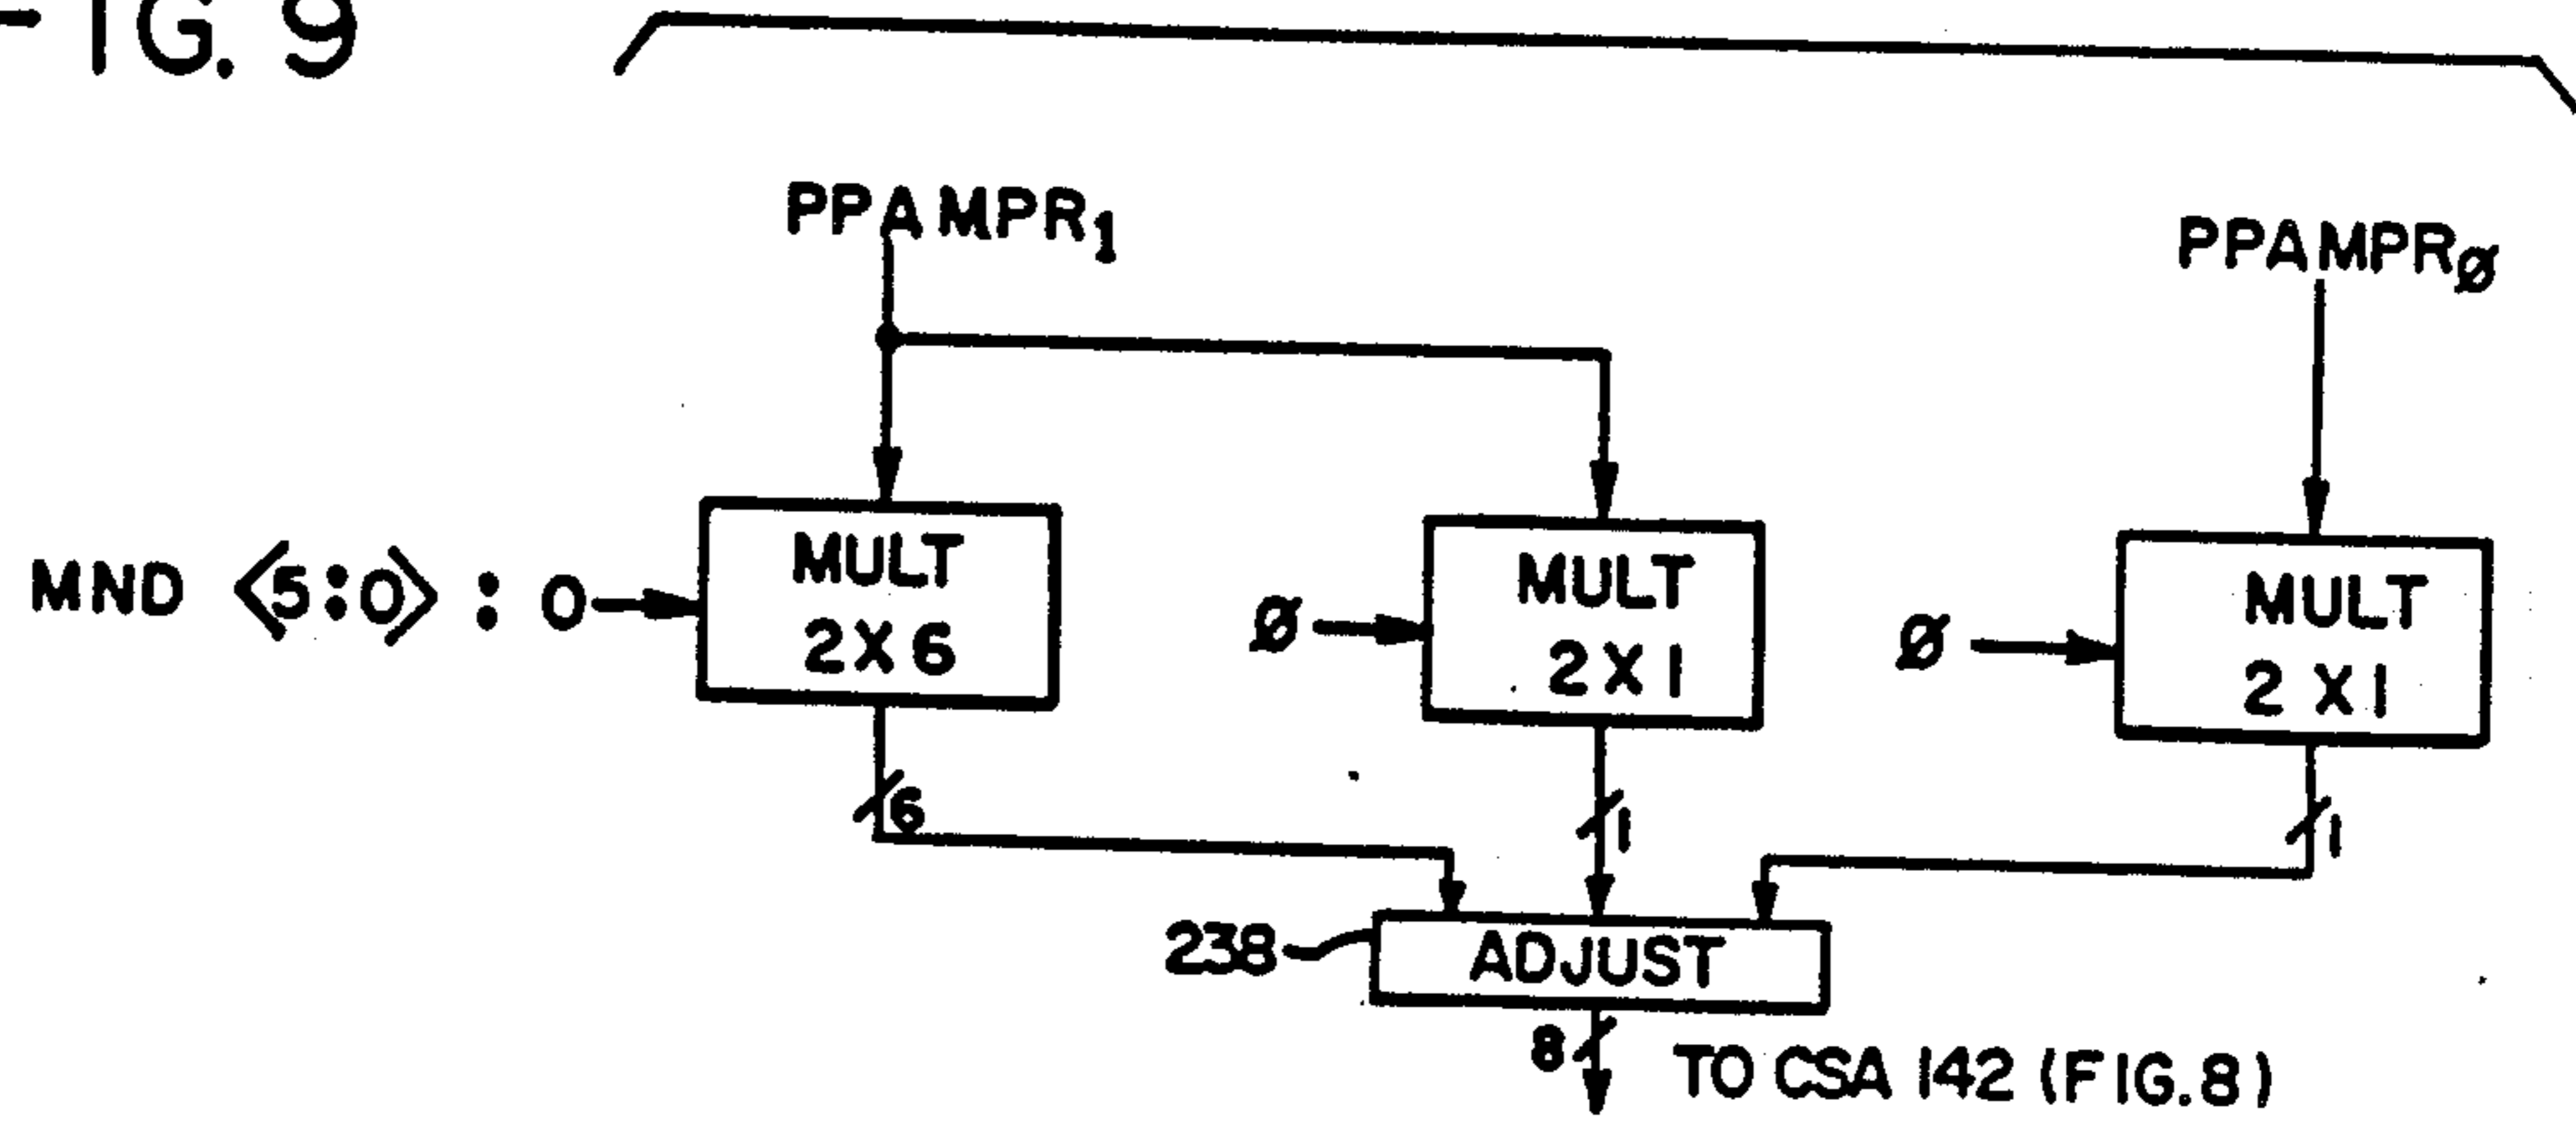 FIG. 9
PPAMPR1
PPAMPRØ
MND <5:0> : 0
MULT
2X6
Ø
MULT
2X1
Ø
MULT
2X1
6
1
1
238
ADJUST
8
TO CSA 142 (FIG.8)